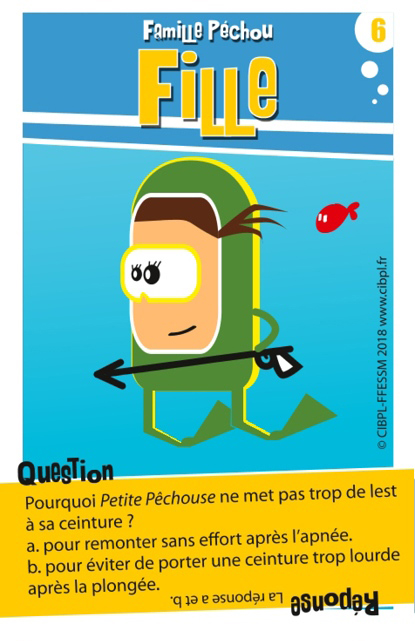 Famille Péchou
6
Fille
© CIBPL-FFESSM 2018 www.cibpl.fr
Question
Pourquoi Petite Pêchouse ne met pas trop de lest
à sa ceinture ?
a. pour remonter sans effort après l'apnée.
b. pour éviter de porter une ceinture trop lourde
après la plongée.
Réponse
La réponse a et b.